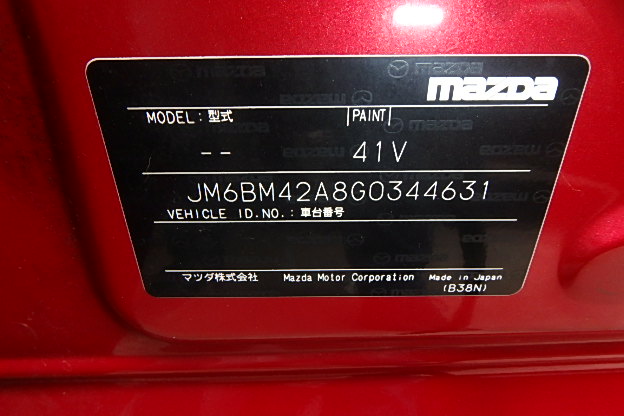 mazda
MODEL : 型式 |PAINT|
-- 41V
JM6BM42A8G0344631
VEHICLE ID.NO. : 車台番号
マツダ株式会社 Mazda Motor Corporation Made in Japan
(B38N)